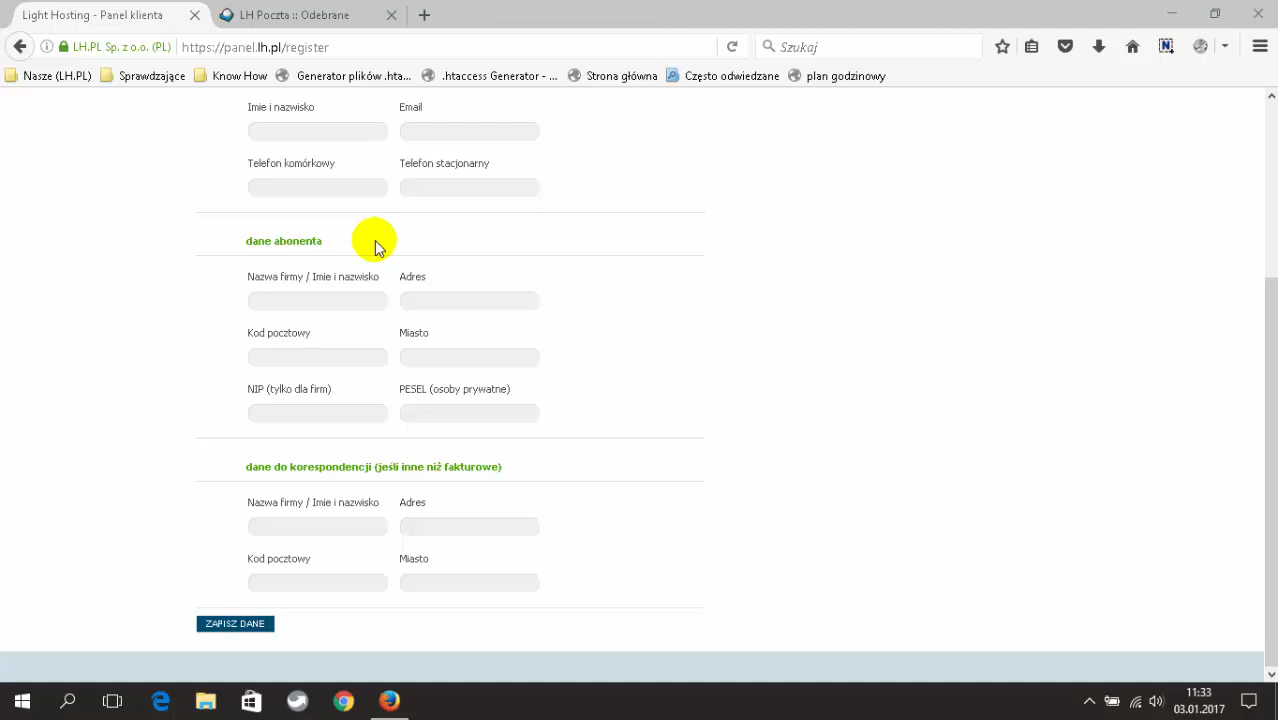 Light Hosting - Panel klienta
LH Poczta :: Odebrane
LH.PL Sp. z o.o. (PL)
https://panel.lh.pl/register
Szukaj
Nasze (LH.PL)
Sprawdzające
Know How
Generator plików .hta...
.htaccess Generator - ...
Strona główna
Często odwiedzane
plan godzinowy
Imie i nazwisko Email
Telefon komórkowy Telefon stacjonarny
dane abonenta
Nazwa firmy / Imie i nazwisko Adres
Kod pocztowy Miasto
NIP (tylko dla firm) PESEL (osoby prywatne)
dane do korespondencji (jeśli inne niż fakturowe)
Nazwa firmy / Imie i nazwisko Adres
Kod pocztowy Miasto
ZAPISZ DANE
11:33
03.01.2017